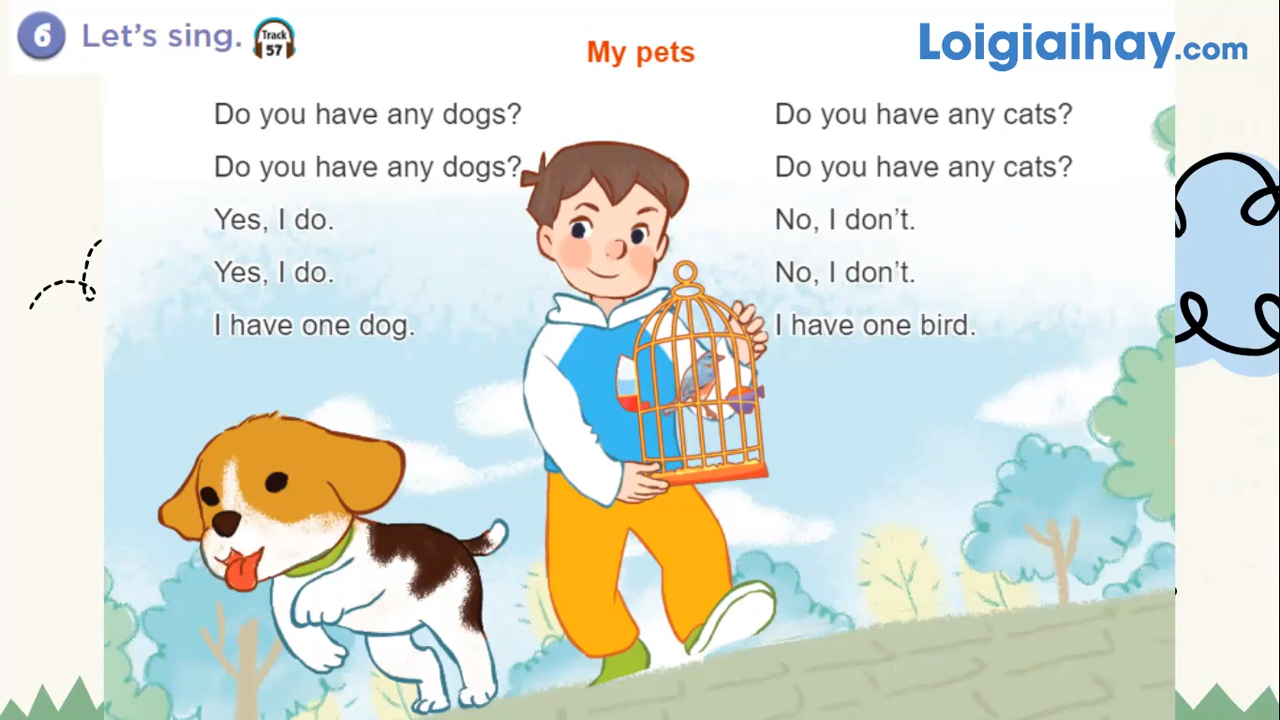 6 Let's sing. Track 57
Loigiaihay.com
My pets
Do you have any dogs?
Do you have any dogs?
Yes, I do.
Yes, I do.
I have one dog.
Do you have any cats?
Do you have any cats?
No, I don't.
No, I don't.
I have one bird.